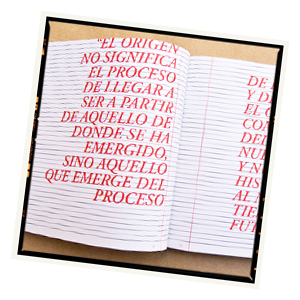 "EL ORIGEN
NO SIGNIFICA
EL PROCESO
DE LLEGAR A
SER A PARTIR
DE AQUELLO DE
DONDE SE HA
EMERGIDO,
SINO AQUELLO
QUE EMERGE DEL
PROCESO
DE
Y D
EL O
CO
DE
NU
Y N
HIS
AL
TIE
FUT